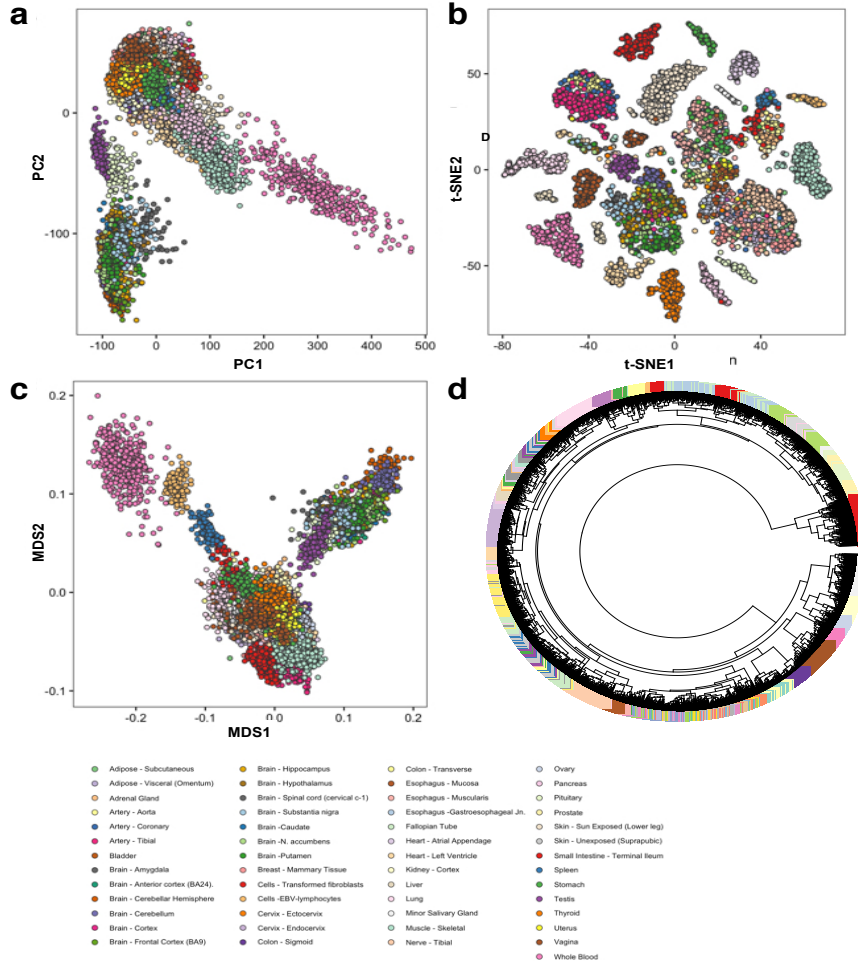 a
b
0
-100
PC2
-100
0
100
200
300
400
500
PC1
50
0
-50
D
t-SNE2
-80
-40
0
40
t-SNE1
n
c
d
0.2
0.1
0.0
-0.1
MDS2
-0.2
-0.1
0.0
0.1
0.2
n
MDS1
Adipose - Subcutaneous
Adipose - Visceral (Omentum)
Adrenal Gland
Artery - Aorta
Artery - Coronary
Artery - Tibial
Bladder
Brain - Amygdala
Brain - Anterior cortex (BA24).
Brain - Cerebellar Hemisphere
Brain - Cerebellum
Brain - Cortex
Brain - Frontal Cortex (BA9)
Brain - Hippocampus
Brain - Hypothalamus
Brain - Spinal cord (cervical c-1)
Brain - Substantia nigra
Brain -Caudate
Brain -N. accumbens
Brain -Putamen
Breast - Mammary Tissue
Cells - Transformed fibroblasts
Cells -EBV-lymphocytes
Cervix - Ectocervix
Cervix - Endocervix
Colon - Sigmoid
Colon - Transverse
Esophagus - Mucosa
Esophagus - Muscularis
Esophagus -Gastroesophageal Jn.
Fallopian Tube
Heart - Atrial Appendage
Heart - Left Ventricle
Kidney - Cortex
Liver
Lung
Minor Salivary Gland
Muscle - Skeletal
Nerve - Tibial
Ovary
Pancreas
Pituitary
Prostate
Skin - Sun Exposed (Lower leg)
Skin - Unexposed (Suprapubic)
Small Intestine - Terminal Ileum
Spleen
Stomach
Testis
Thyroid
Uterus
Vagina
Whole Blood